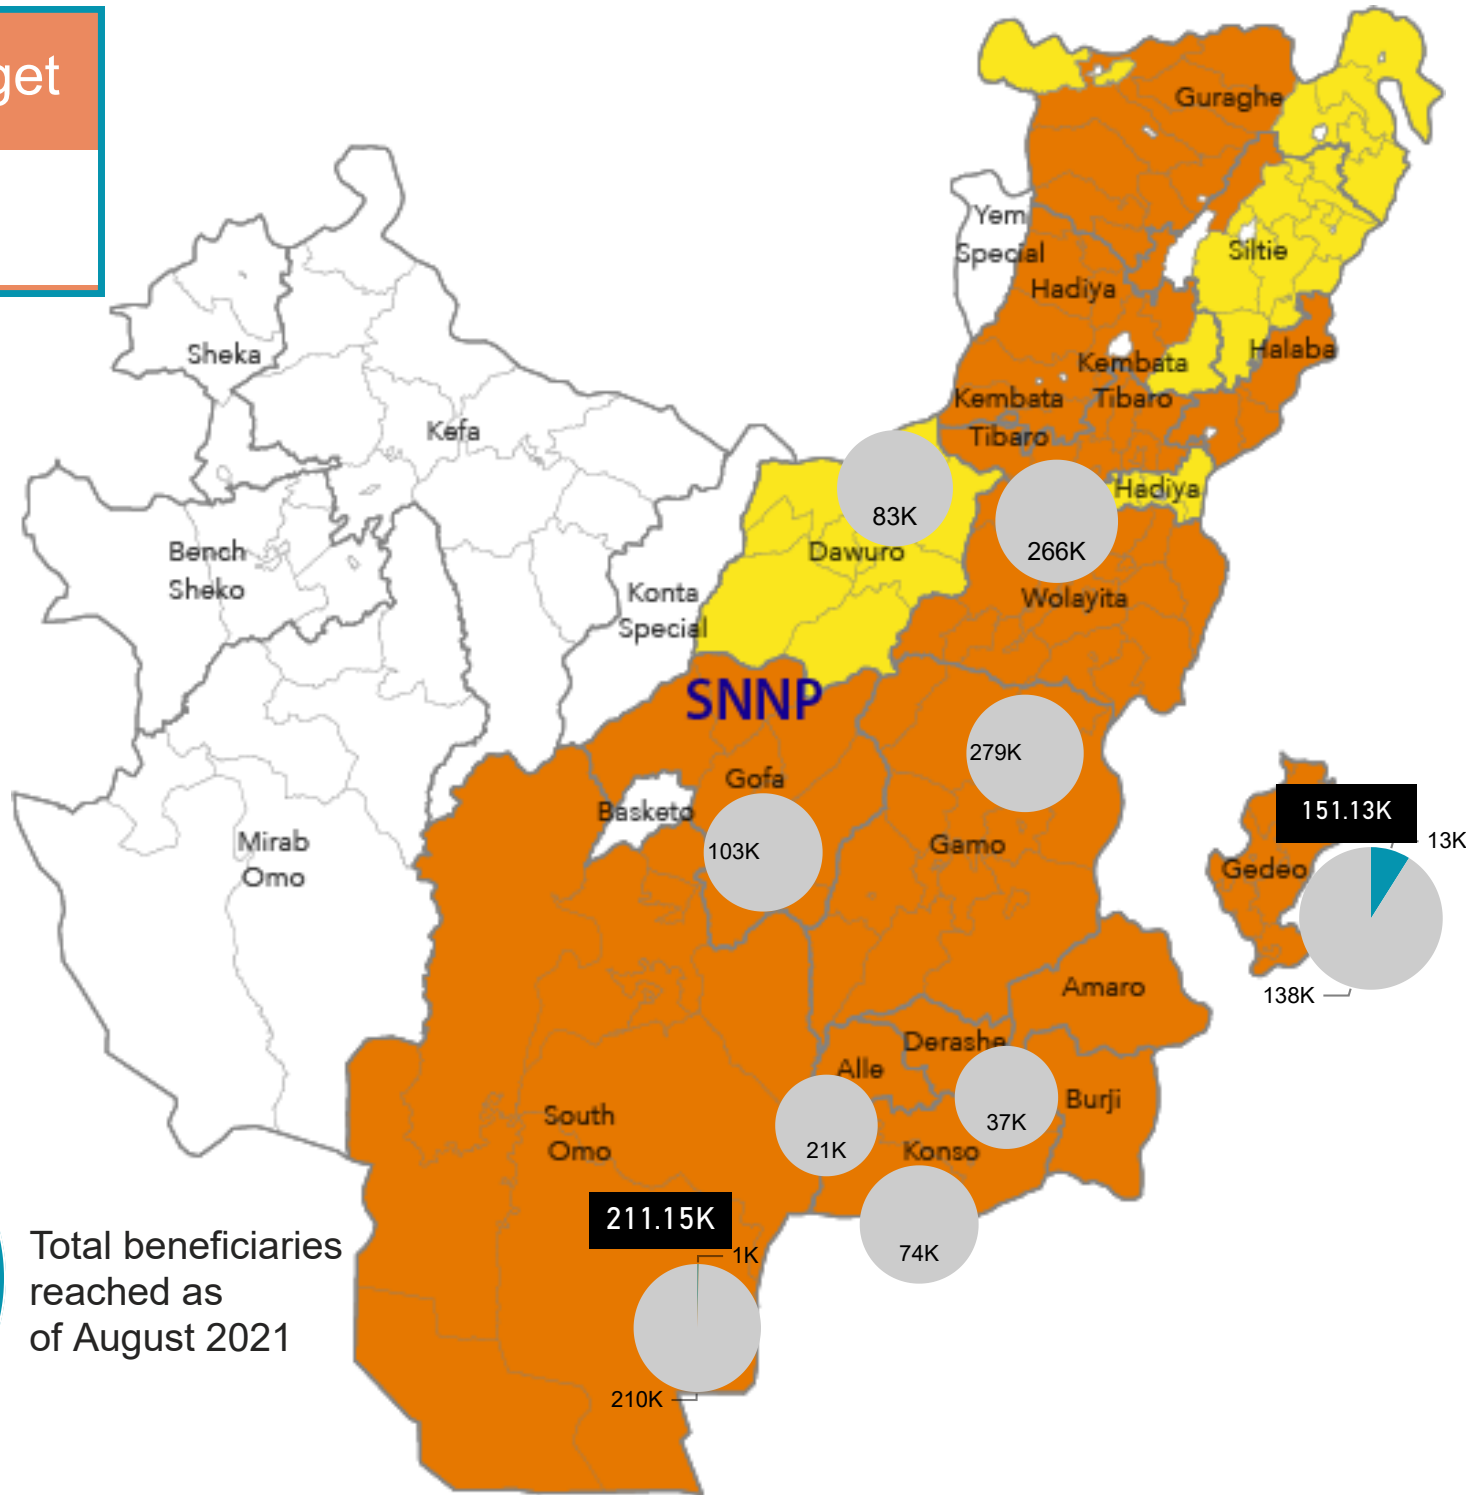 get
Guraghe
Yem
Special
Siltie
Hadiya
Sheka
Halaba
Kembata
Tibaro
Kembata
Tibaro
Kefa
Hadiya
83K
266K
Bench
Sheko
Dawuro
Konta
Special
Wolayita
SNNP
279K
Gofa
Basketo
151.13K
13K
Mirab
Omo
103K
Gamo
Gedeo
138K
Amaro
Derashe
Alle
Burji
South
Omo
37K
21K
Konso
211.15K
1K
74K
Total beneficiaries
reached as
of August 2021
210K